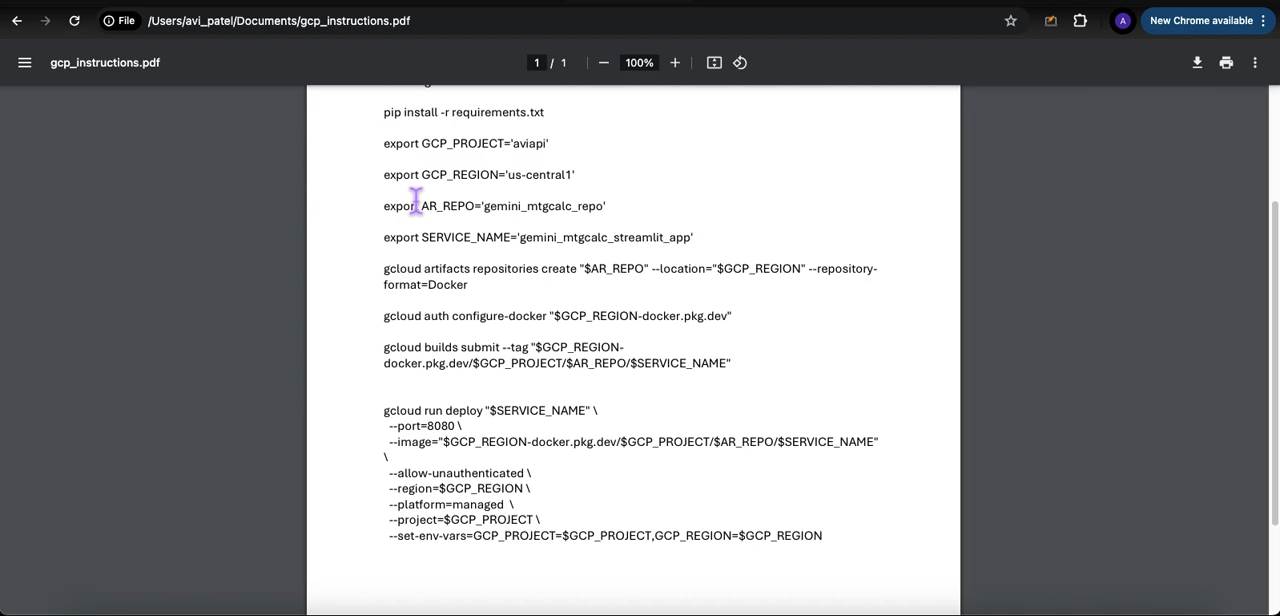 File
/Users/avi_patel/Documents/gcp_instructions.pdf
A
New Chrome available
gcp_instructions.pdf
1 / 1
100%
pip install -r requirements.txt
export GCP_PROJECT='aviapi'
export GCP_REGION='us-central1'
export AR_REPO='gemini_mtgcalc_repo'
export SERVICE_NAME='gemini_mtgcalc_streamlit_app'
gcloud artifacts repositories create "$AR_REPO" --location="$GCP_REGION" --repository-
format=Docker
gcloud auth configure-docker "$GCP_REGION-docker.pkg.dev"
gcloud builds submit --tag "$GCP_REGION-
docker.pkg.dev/$GCP_PROJECT/$AR_REPO/$SERVICE_NAME"
gcloud run deploy "$SERVICE_NAME" \
--port=8080 \
--image="$GCP_REGION-docker.pkg.dev/$GCP_PROJECT/$AR_REPO/$SERVICE_NAME"
\
--allow-unauthenticated \
--region=$GCP_REGION \
--platform=managed \
--project=$GCP_PROJECT \
--set-env-vars=GCP_PROJECT=$GCP_PROJECT,GCP_REGION=$GCP_REGION